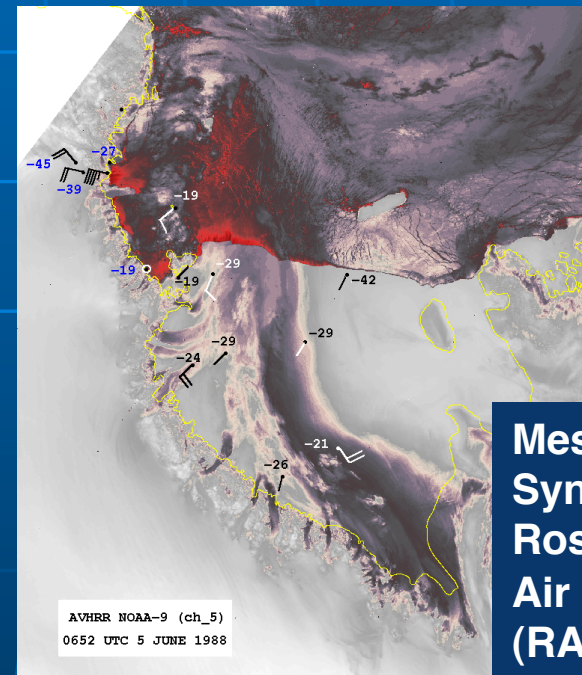 -45
-27
-39
-19
-19
-19
-29
-42
-29
-29
-24
-21
-26
AVHRR NOAA-9 (ch_5)
0652 UTC 5 JUNE 1988
Mes
Syn
Ros
Air
(RA